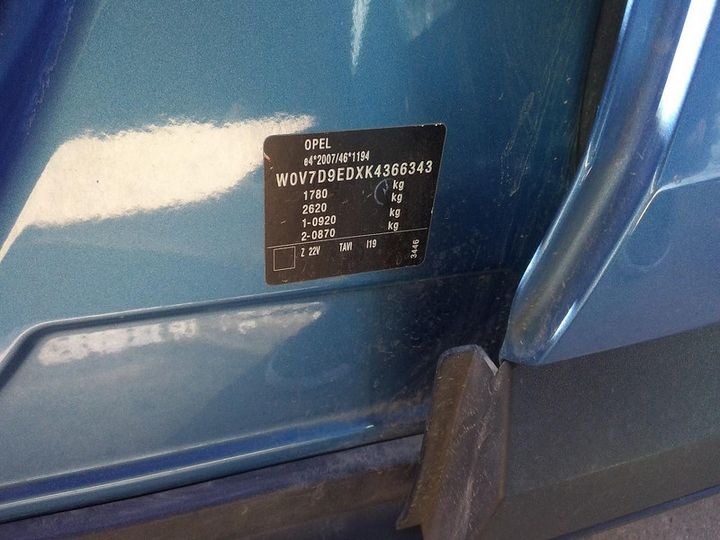 OPEL
e4*2007/46*1194
W0V7D9EDXK4366343
1780 kg
2620 kg
1-0920 kg
2-0870 kg
Z 22V TAVI I19
3446